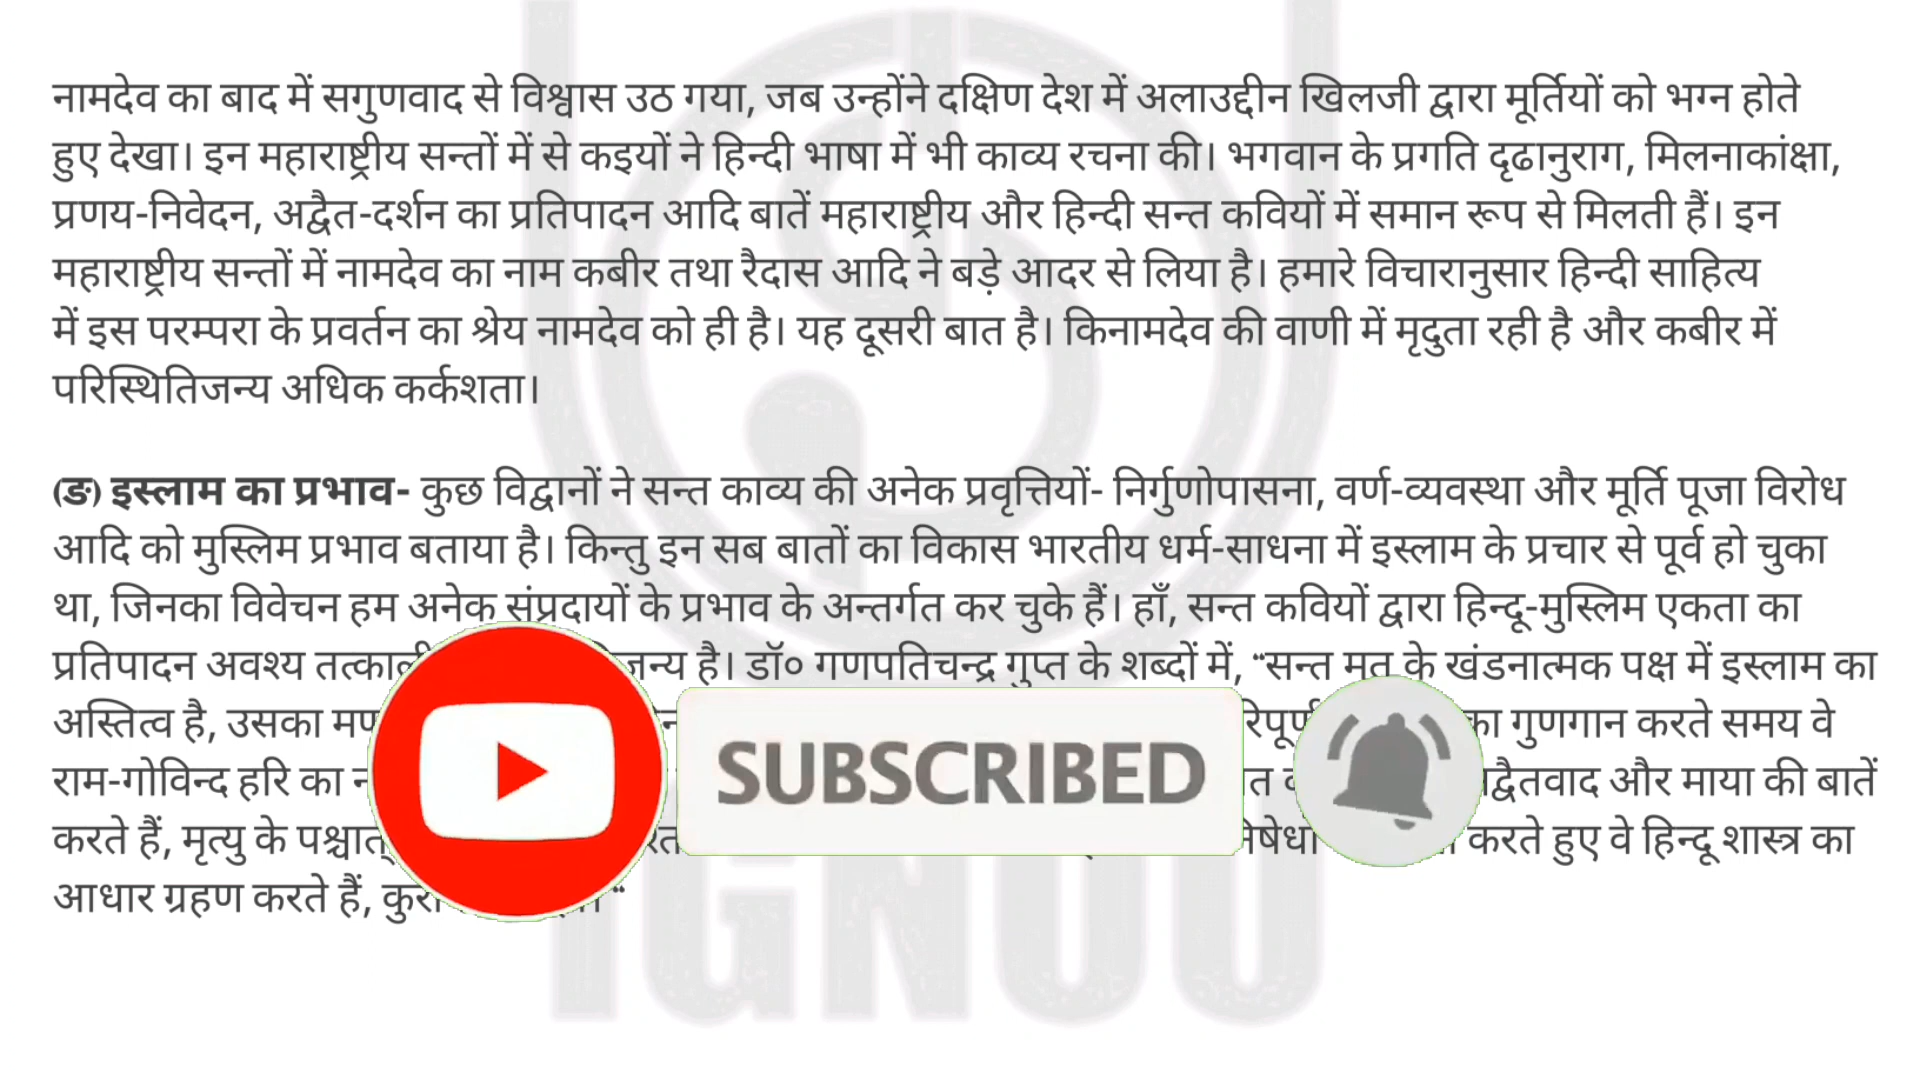 नामदेव का बाद में सगुणवाद से विश्वास उठ गया, जब उन्होंने दक्षिण देश में अलाउद्दीन खिलजी द्वारा मूर्तियों को भग्न होते
हुए देखा। इन महाराष्ट्रीय सन्तों में से कइयों ने हिन्दी भाषा में भी काव्य रचना की। भगवान के प्रगति दृढानुराग, मिलनाकांक्षा,
प्रणय-निवेदन, अद्वैत-दर्शन का प्रतिपादन आदि बातें महाराष्ट्रीय और हिन्दी सन्त कवियों में समान रूप से मिलती हैं। इन
महाराष्ट्रीय सन्तों में नामदेव का नाम कबीर तथा रैदास आदि ने बड़े आदर से लिया है। हमारे विचारानुसार हिन्दी साहित्य
में इस परम्परा के प्रवर्तन का श्रेय नामदेव को ही है। यह दूसरी बात है। किनामदेव की वाणी में मृदुता रही है और कबीर में
परिस्थितिजन्य अधिक कर्कशता।
(ङ) इस्लाम का प्रभाव- कुछ विद्वानों ने सन्त काव्य की अनेक प्रवृत्तियों- निर्गुणोपासना, वर्ण-व्यवस्था और मूर्ति पूजा विरोध
आदि को मुस्लिम प्रभाव बताया है। किन्तु इन सब बातों का विकास भारतीय धर्म-साधना में इस्लाम के प्रचार से पूर्व हो चुका
था, जिनका विवेचन हम अनेक संप्रदायों के प्रभाव के अन्तर्गत कर चुके हैं। हाँ, सन्त कवियों द्वारा हिन्दू-मुस्लिम एकता का
प्रतिपादन अवश्य है। डॉ० गणपतिचन्द्र गुप्त के शब्दों में, “सन्त मत के खंडनात्मक पक्ष में इस्लाम का
अस्तित्व है, उसका गुणगान करते समय वे
राम-गोविन्द हरि का और माया की बातें
करते हैं, मृत्यु के पश्चात् करते हुए वे हिन्दू शास्त्र का
आधार ग्रहण करते हैं,
SUBSCRIBED
IGNOU